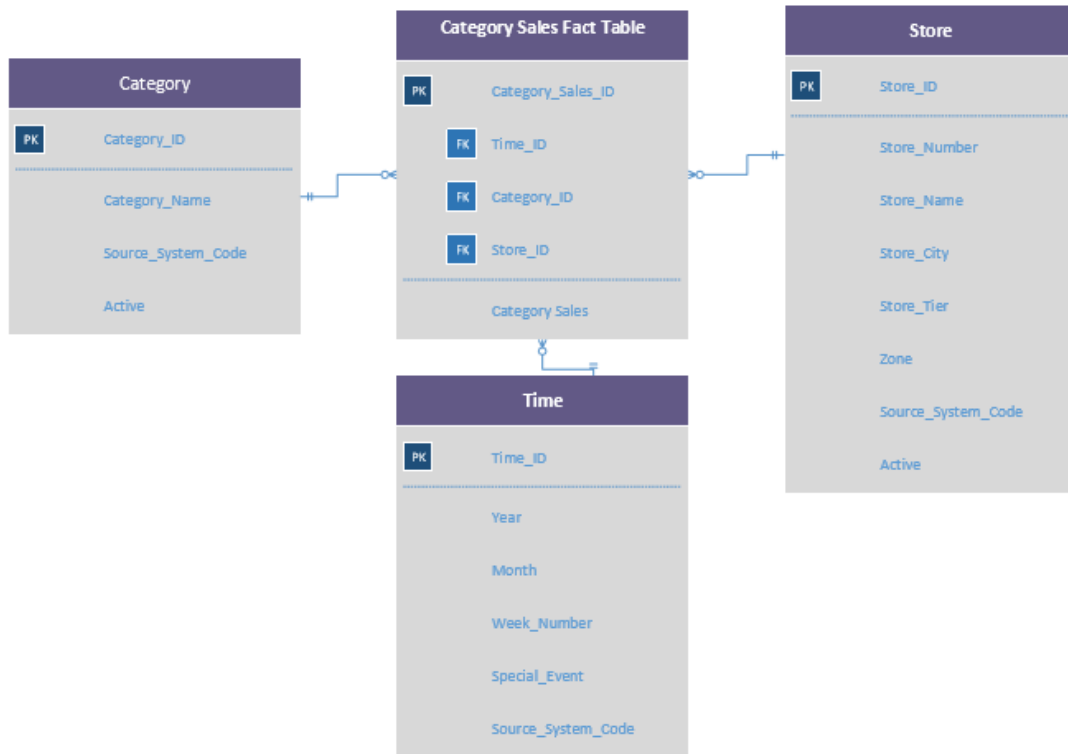 Category
PK Category_ID
Category_Name
Source_System_Code
Active
Category Sales Fact Table
PK Category_Sales_ID
FK Time_ID
FK Category_ID
FK Store_ID
Category Sales
Store
PK Store_ID
Store_Number
Store_Name
Store_City
Store_Tier
Zone
Source_System_Code
Active
Time
PK Time_ID
Year
Month
Week_Number
Special_Event
Source_System_Code